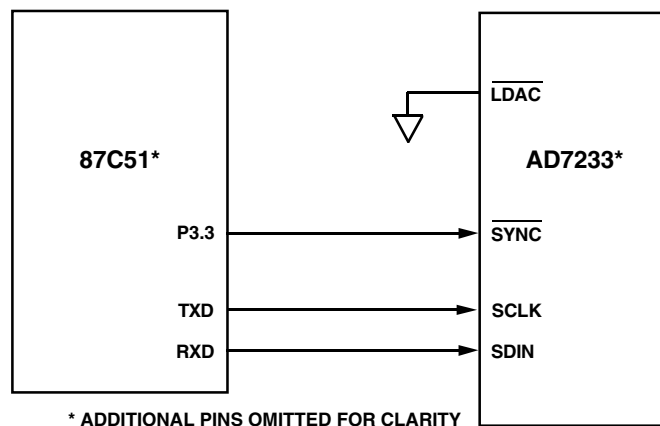 LDAC
87C51*
AD7233*
P3.3
SYNC
TXD
SCLK
RXD
SDIN
* ADDITIONAL PINS OMITTED FOR CLARITY